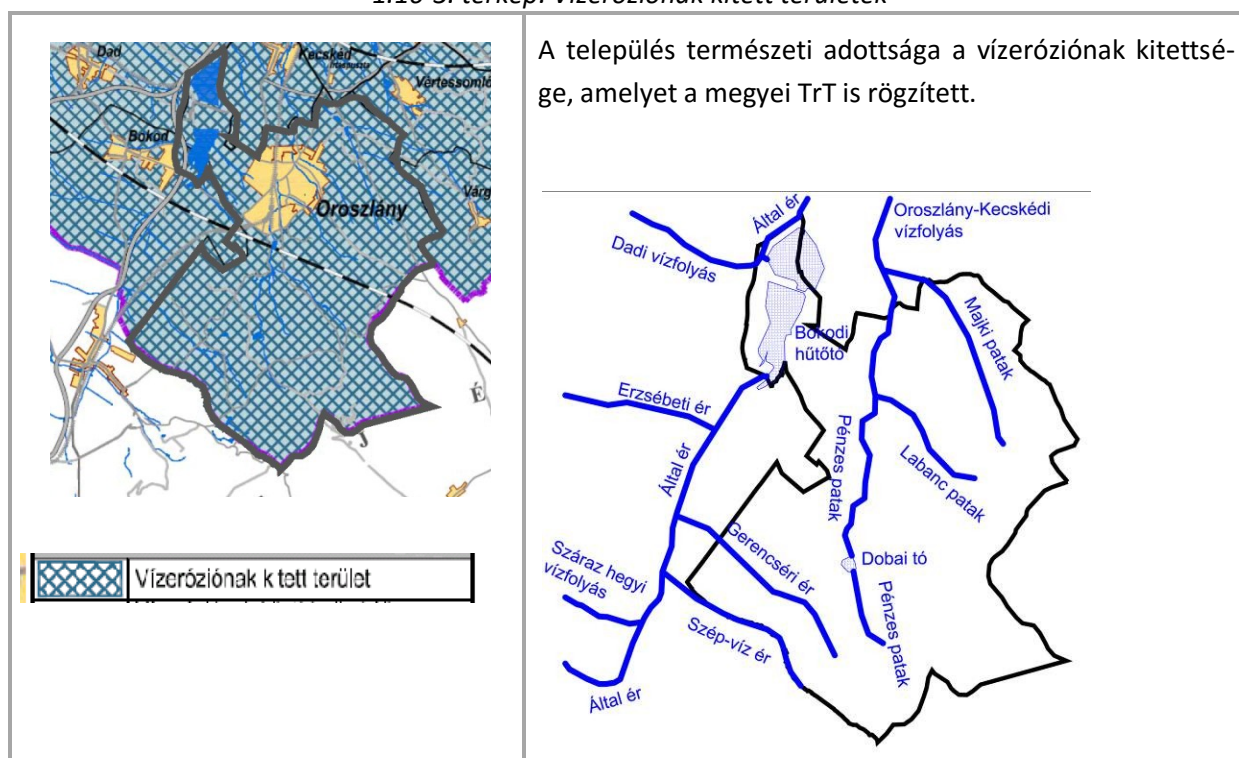 1.10-3. térkép: Vízeróziónak kitett területek
A település természeti adottsága a vízeróziónak kitettsé-
ge, amelyet a megyei TrT is rögzített.
Dad
Kecskéd
Vértessomló
Bokod
Oroszlány
Várg
É
J
Vízeróziónak k tett terület
Által ér
Oroszlány-Kecskédi
vízfolyás
Dadi vízfolyás
Majki patak
Bokodi
hűtőtó
Erzsébeti ér
Által ér
Pénzes patak
Labanc patak
Gerencséri ér
Dobai tó
Száraz hegyi
vízfolyás
Szép-víz ér
Pénzes patak
Által ér